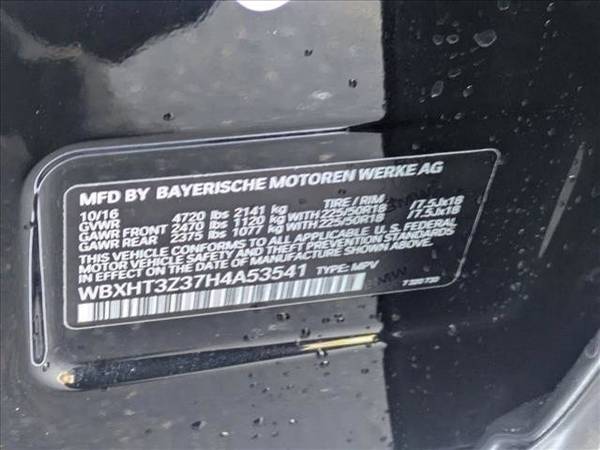 MFD BY BAYERISCHE MOTOREN WERKE AG
10/16 TIRE / RIM
GVWR 4720 lbs 2141 kg
GAWR FRONT 2470 lbs 1120 kg WITH 225/50R18 /7.5Jx18
GAWR REAR 2375 lbs 1077 kg WITH 225/50R18 /7.5Jx18
THIS VEHICLE CONFORMS TO ALL APPLICABLE U.S. FEDERAL
MOTOR VEHICLE SAFETY AND THEFT PREVENTION STANDARDS
IN EFFECT ON THE DATE OF MANUFACTURE SHOWN ABOVE.
WBXHT3Z37H4A53541 TYPE: MPV